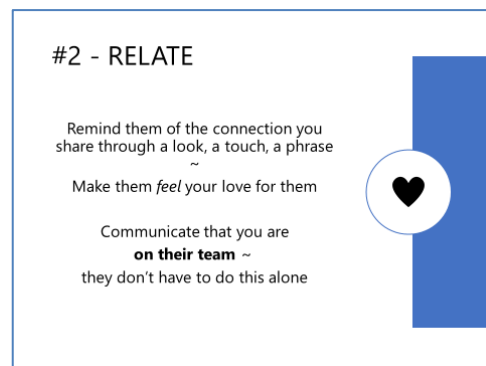 #2 - RELATE
Remind them of the connection you
share through a look, a touch, a phrase
~
Make them feel your love for them
Communicate that you are
on their team ~
they don’t have to do this alone